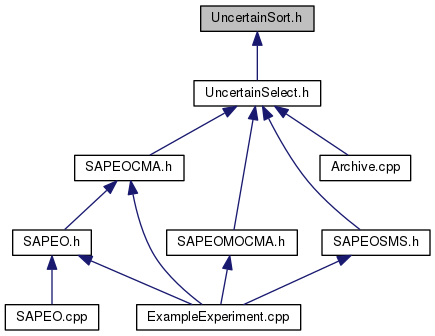 UncertainSort.h
UncertainSelect.h
SAPEOCMA.h
Archive.cpp
SAPEO.h
SAPEOMOCMA.h
SAPEOSMS.h
SAPEO.cpp
ExampleExperiment.cpp